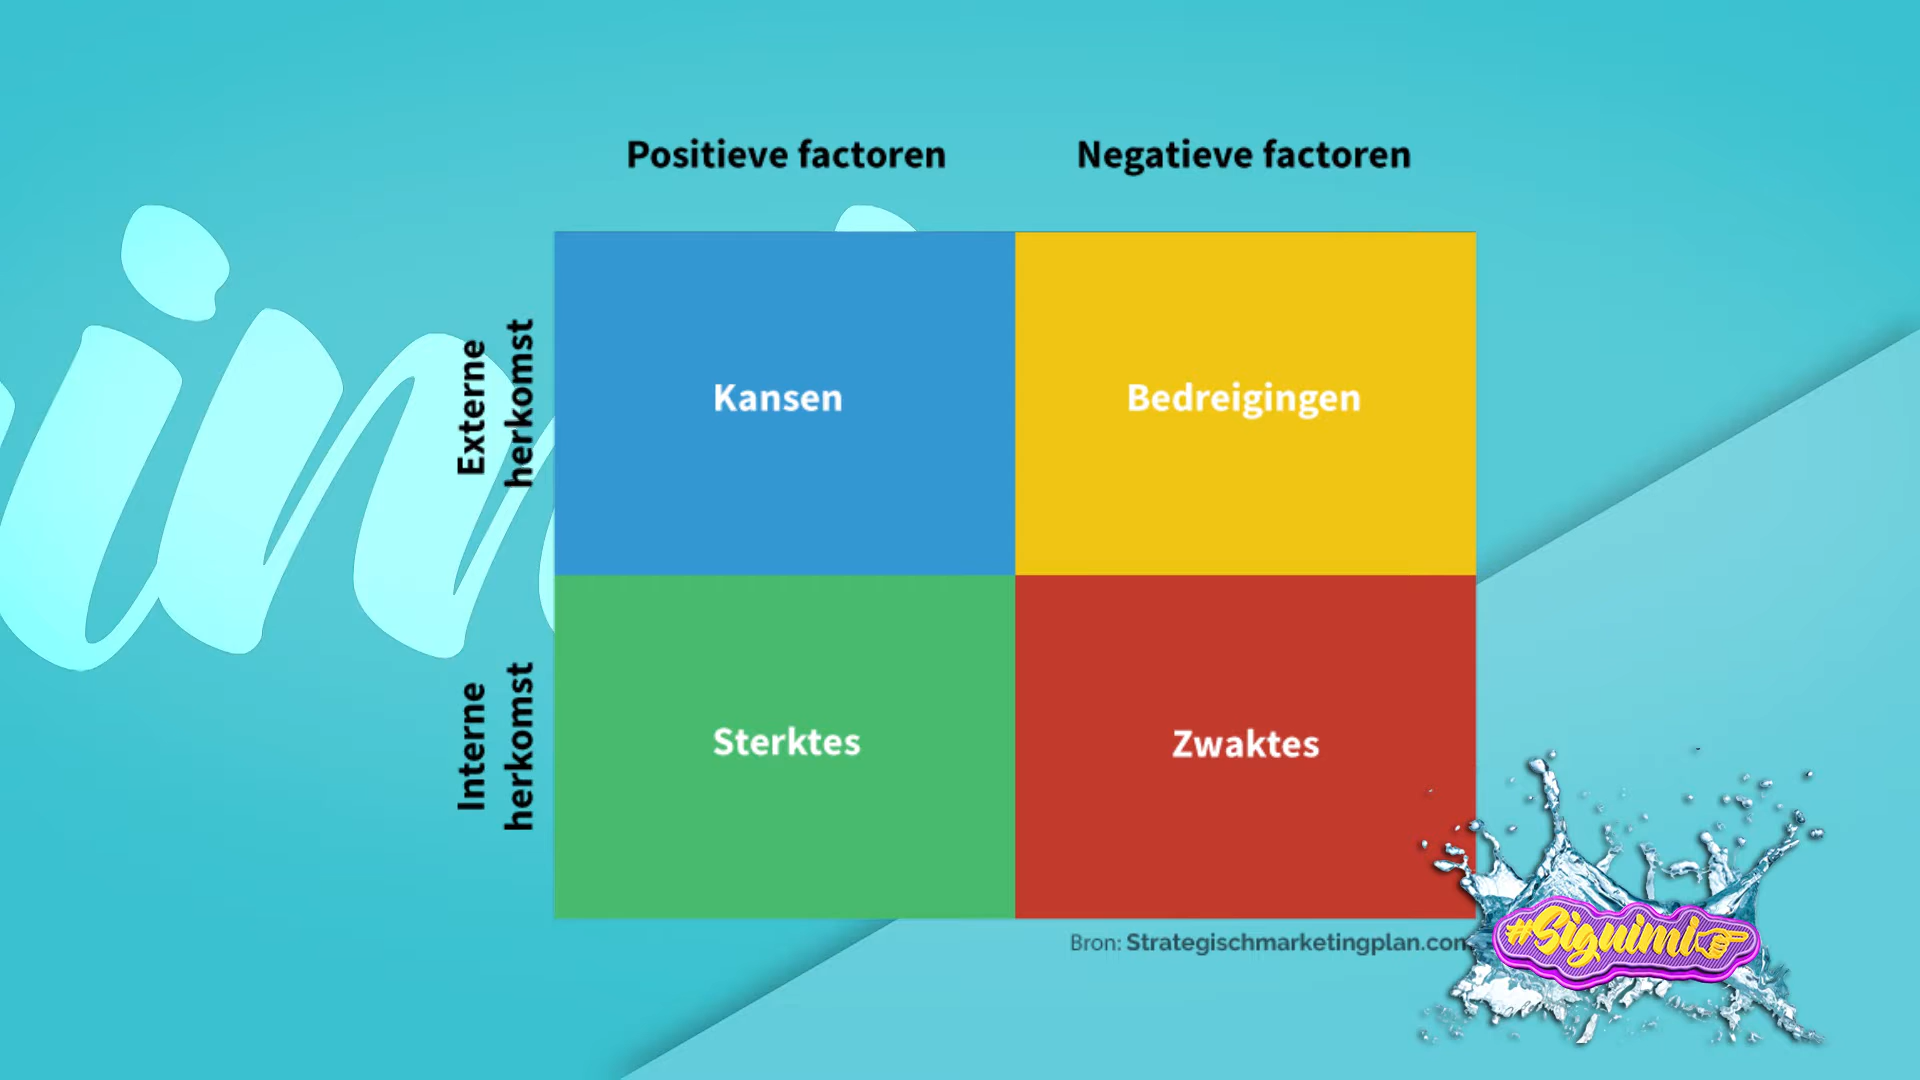 Positieve factoren
Negatieve factoren
Externe
herkomst
Kansen
Bedreigingen
Interne
herkomst
Sterktes
Zwaktes
Bron: Strategischmarketingplan.com
#Siguimi